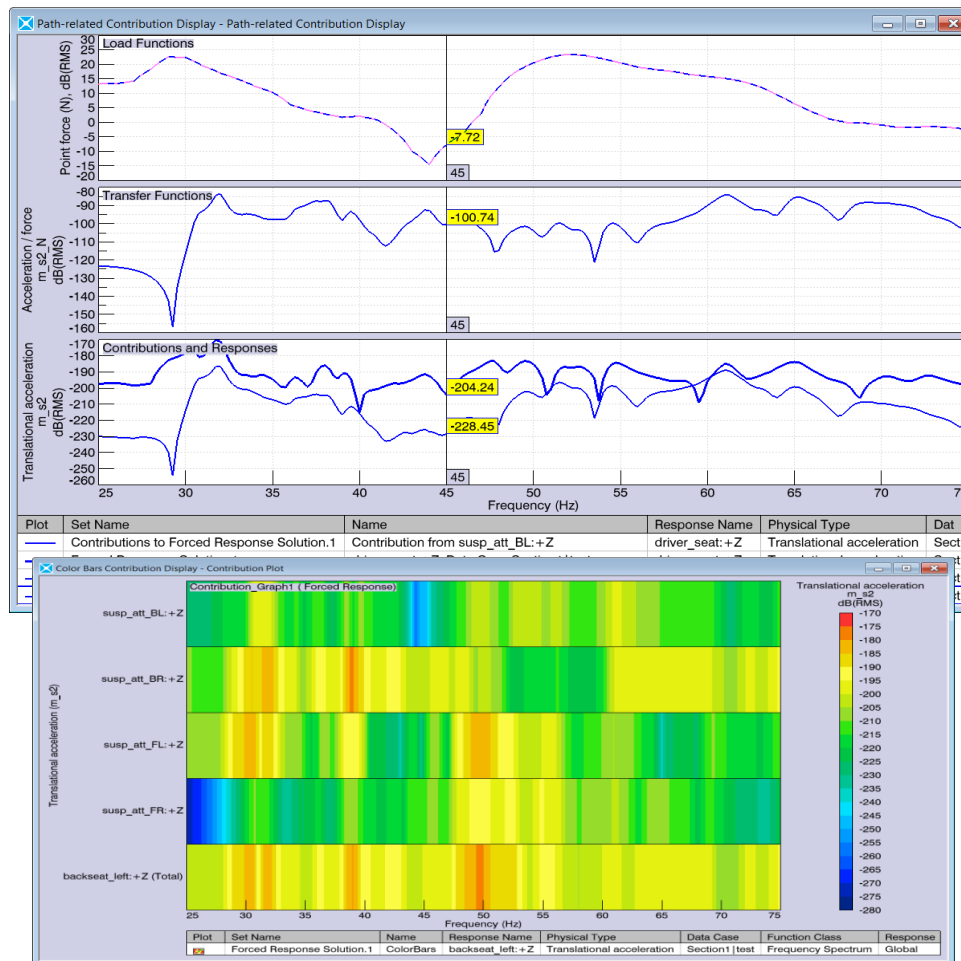 Path-related Contribution Display - Path-related Contribution Display
Load Functions
Point force (N), dB(RMS)
30
25
20
15
10
5
0
-5
-10
-15
-20
-7.72
45
Transfer Functions
Acceleration / force
m_s2_N
dB(RMS)
-80
-90
-100
-110
-120
-130
-140
-150
-160
-100.74
45
Contributions and Responses
Translational acceleration
m_s2
dB(RMS)
-170
-180
-190
-200
-210
-220
-230
-240
-250
-260
-204.24
-228.45
45
25 30 35 40 45 50 55 60 65 70 75
Frequency (Hz)
Plot Set Name Name Response Name Physical Type Dat
Contributions to Forced Response Solution.1 Contribution from susp_att_BL:+Z driver_seat:+Z Translational acceleration Sect
Color Bars Contribution Display - Contribution Plot
Contribution_Graph1 ( Forced Response)
Translational acceleration (m_s2)
susp_att_BL:+Z
susp_att_BR:+Z
susp_att_FL:+Z
susp_att_FR:+Z
backseat_left:+Z (Total)
25 30 35 40 45 50 55 60 65 70 75
Frequency (Hz)
Translational acceleration
m_s2
dB(RMS)
-170
-175
-180
-185
-190
-195
-200
-205
-210
-215
-220
-225
-230
-235
-240
-245
-250
-255
-260
-265
-270
-275
-280
Plot Set Name Name Response Name Physical Type Data Case Function Class Response
Forced Response Solution.1 ColorBars backseat_left:+Z Translational acceleration Section1|test Frequency Spectrum Global